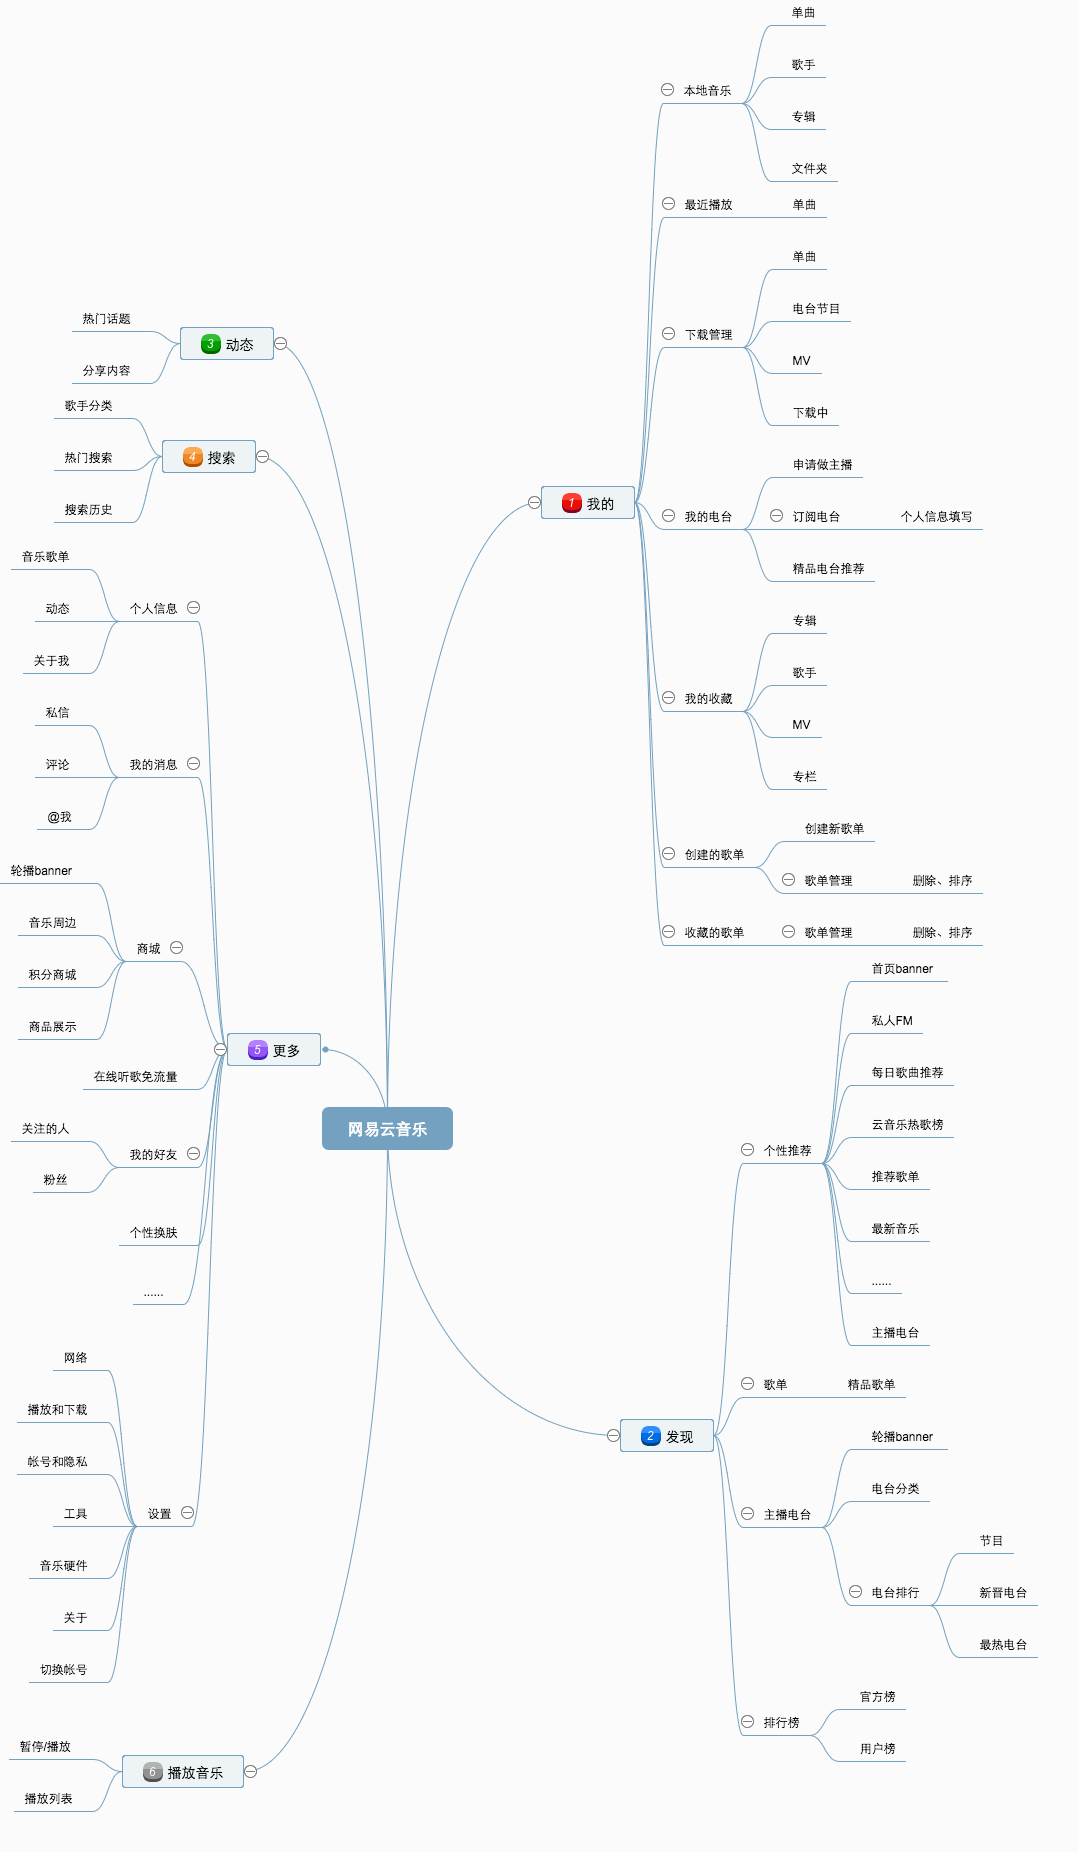 网易云音乐
1 我的
本地音乐
单曲
歌手
专辑
文件夹
最近播放
单曲
下载管理
单曲
电台节目
MV
下载中
我的电台
申请做主播
订阅电台
个人信息填写
精品电台推荐
我的收藏
专辑
歌手
MV
专栏
创建的歌单
创建新歌单
歌单管理
删除、排序
收藏的歌单
歌单管理
删除、排序
2 发现
个性推荐
首页banner
私人FM
每日歌曲推荐
云音乐热歌榜
推荐歌单
最新音乐
......
主播电台
歌单
精品歌单
主播电台
轮播banner
电台分类
电台排行
节目
新晋电台
最热电台
排行榜
官方榜
用户榜
3 动态
热门话题
分享内容
4 搜索
歌手分类
热门搜索
搜索历史
5 更多
个人信息
音乐歌单
动态
关于我
我的消息
私信
评论
@我
商城
轮播banner
音乐周边
积分商城
商品展示
在线听歌免流量
我的好友
关注的人
粉丝
个性换肤
......
设置
网络
播放和下载
帐号和隐私
工具
音乐硬件
关于
切换帐号
6 播放音乐
暂停/播放
播放列表